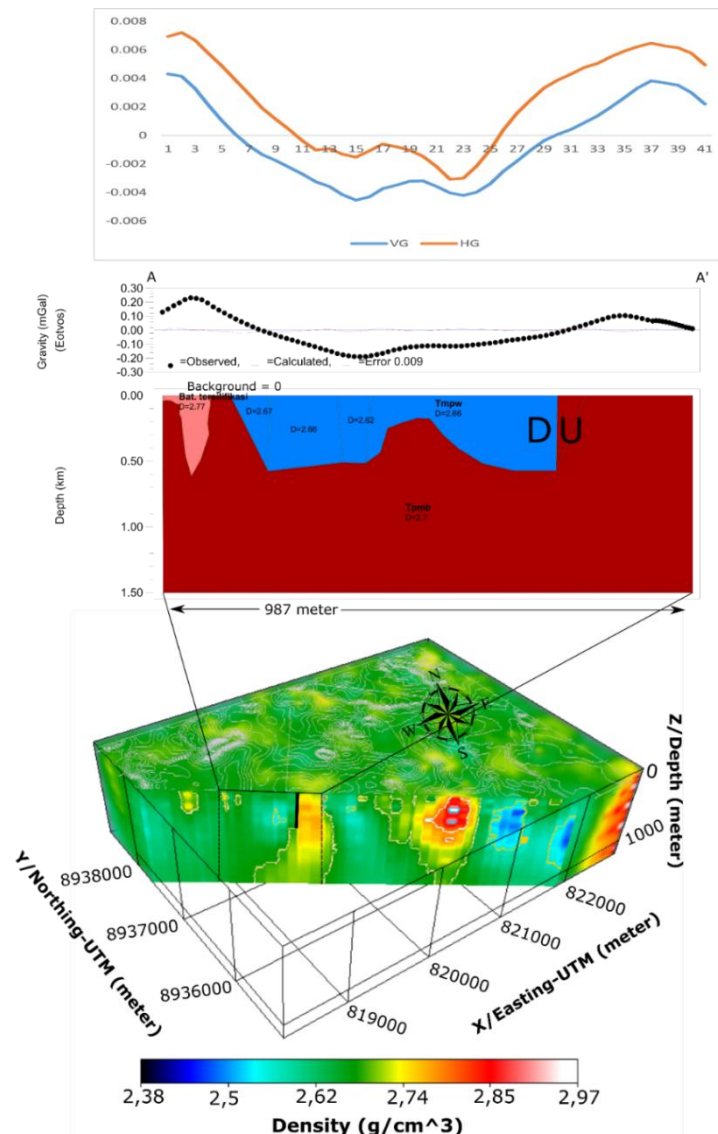 0.008
0.006
0.004
0.002
0
-0.002
-0.004
-0.006
1 3 5 7 9 11 13 15 17 19 21 23 25 27 29 31 33 35 37 39 41
VG HG
A A'
Gravity (mGal)
(Eotvos)
0.30
0.20
0.10
0.00
-0.10
-0.20
-0.30
=Observed, =Calculated, =Error 0.009
Background = 0
Depth (km)
0.00
0.50
1.00
1.50
Bat. tersilifikasi
D=2.77
D=2.67
D=2.66
D=2.62
Tmpw
D=2.68
D U
Tpmb
D=2.7
987 meter
N
E
W
S
Z/Depth (meter)
0
1000
Y/Northing-UTM (meter)
8938000
8937000
8936000
X/Easting-UTM (meter)
819000
820000
821000
822000
2,38 2,5 2,62 2,74 2,85 2,97
Density (g/cm^3)